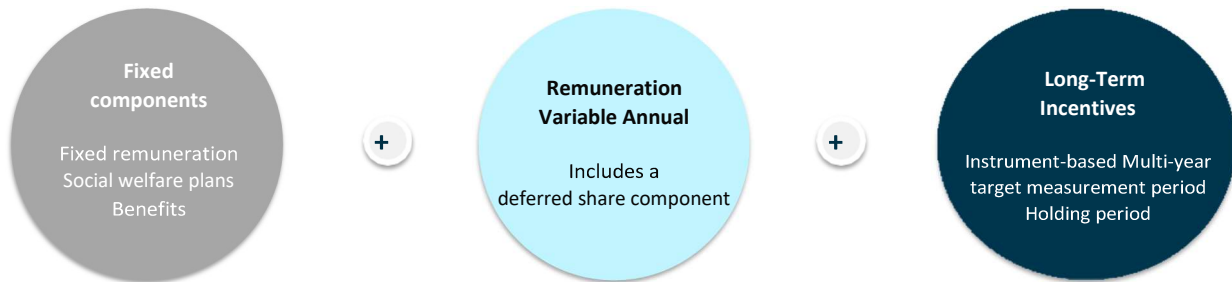 Fixed
components
Fixed remuneration
Social welfare plans
Benefits
+
Remuneration
Variable Annual
Includes a
deferred share component
+
Long-Term
Incentives
Instrument-based Multi-year
target measurement period
Holding period